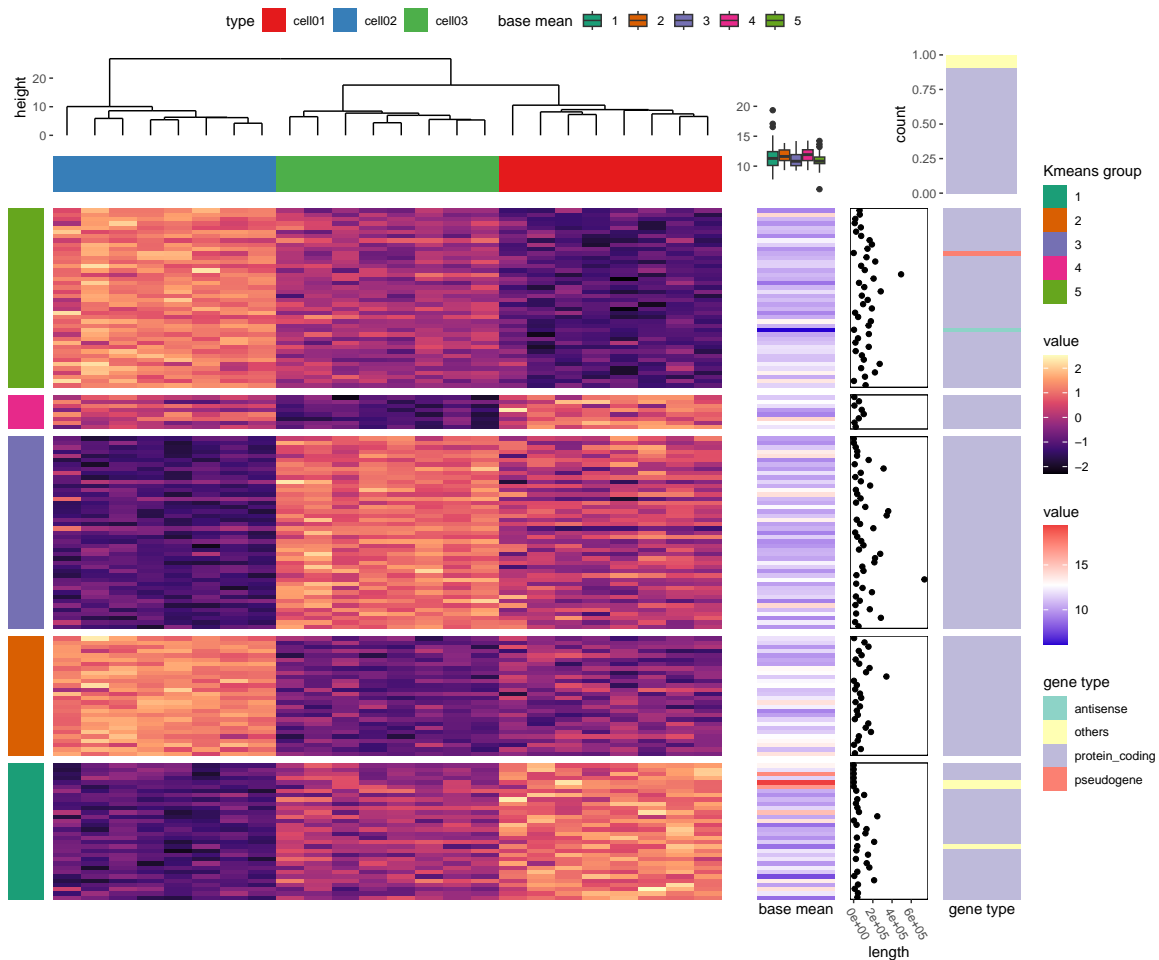 type cell01 cell02 cell03 base mean 1 2 3 4 5
height
20
10
0
20
15
10
count
1.00
0.75
0.50
0.25
0.00
Kmeans group
1
2
3
4
5
value
2
1
0
−1
−2
value
15
10
gene type
antisense
others
protein_coding
pseudogene
base mean
0e+00
2e+05
4e+05
6e+05
length
gene type